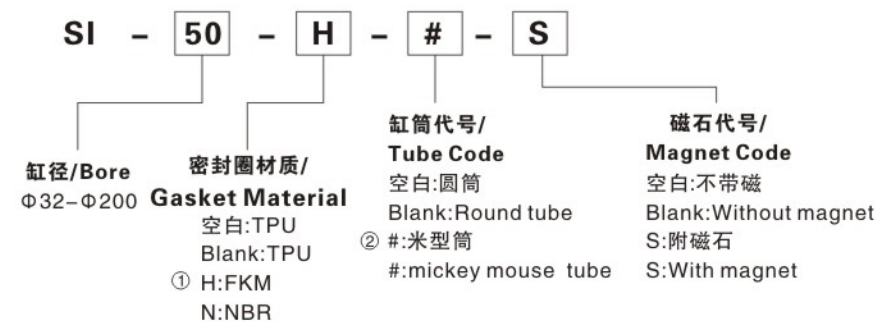 SI – 50 – H – # – S
缸径/Bore
Φ32–Φ200
密封圈材质/
Gasket Material
空白:TPU
Blank:TPU
① H:FKM
N:NBR
缸筒代号/
Tube Code
空白:圆筒
Blank:Round tube
② #:米型筒
#:mickey mouse tube
磁石代号/
Magnet Code
空白:不带磁
Blank:Without magnet
S:附磁石
S:With magnet